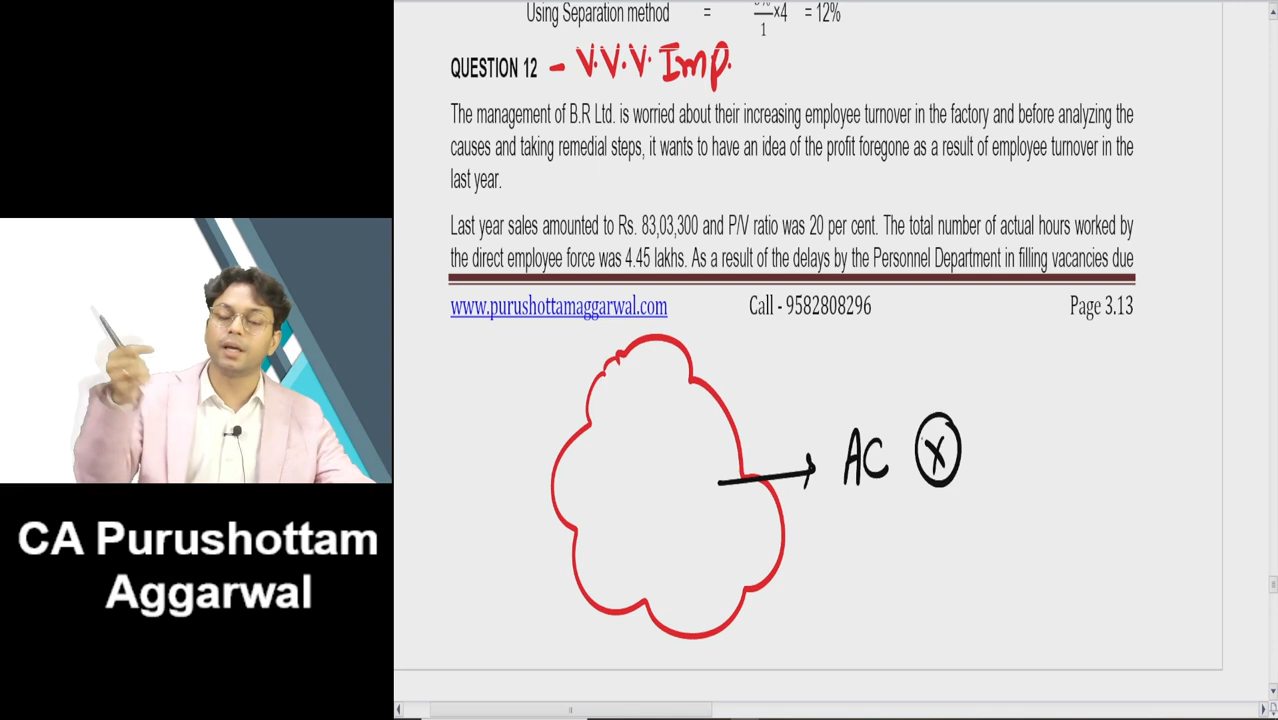 Using Separation method = ×4 = 12%
1
QUESTION 12 - V.V.V. Imp.
The management of B.R Ltd. is worried about their increasing employee turnover in the factory and before analyzing the
causes and taking remedial steps, it wants to have an idea of the profit foregone as a result of employee turnover in the
last year.
Last year sales amounted to Rs. 83,03,300 and P/V ratio was 20 per cent. The total number of actual hours worked by
the direct employee force was 4.45 lakhs. As a result of the delays by the Personnel Department in filling vacancies due
www.purushottamaggarwal.com Call - 9582808296 Page 3.13
AC X
CA Purushottam
Aggarwal